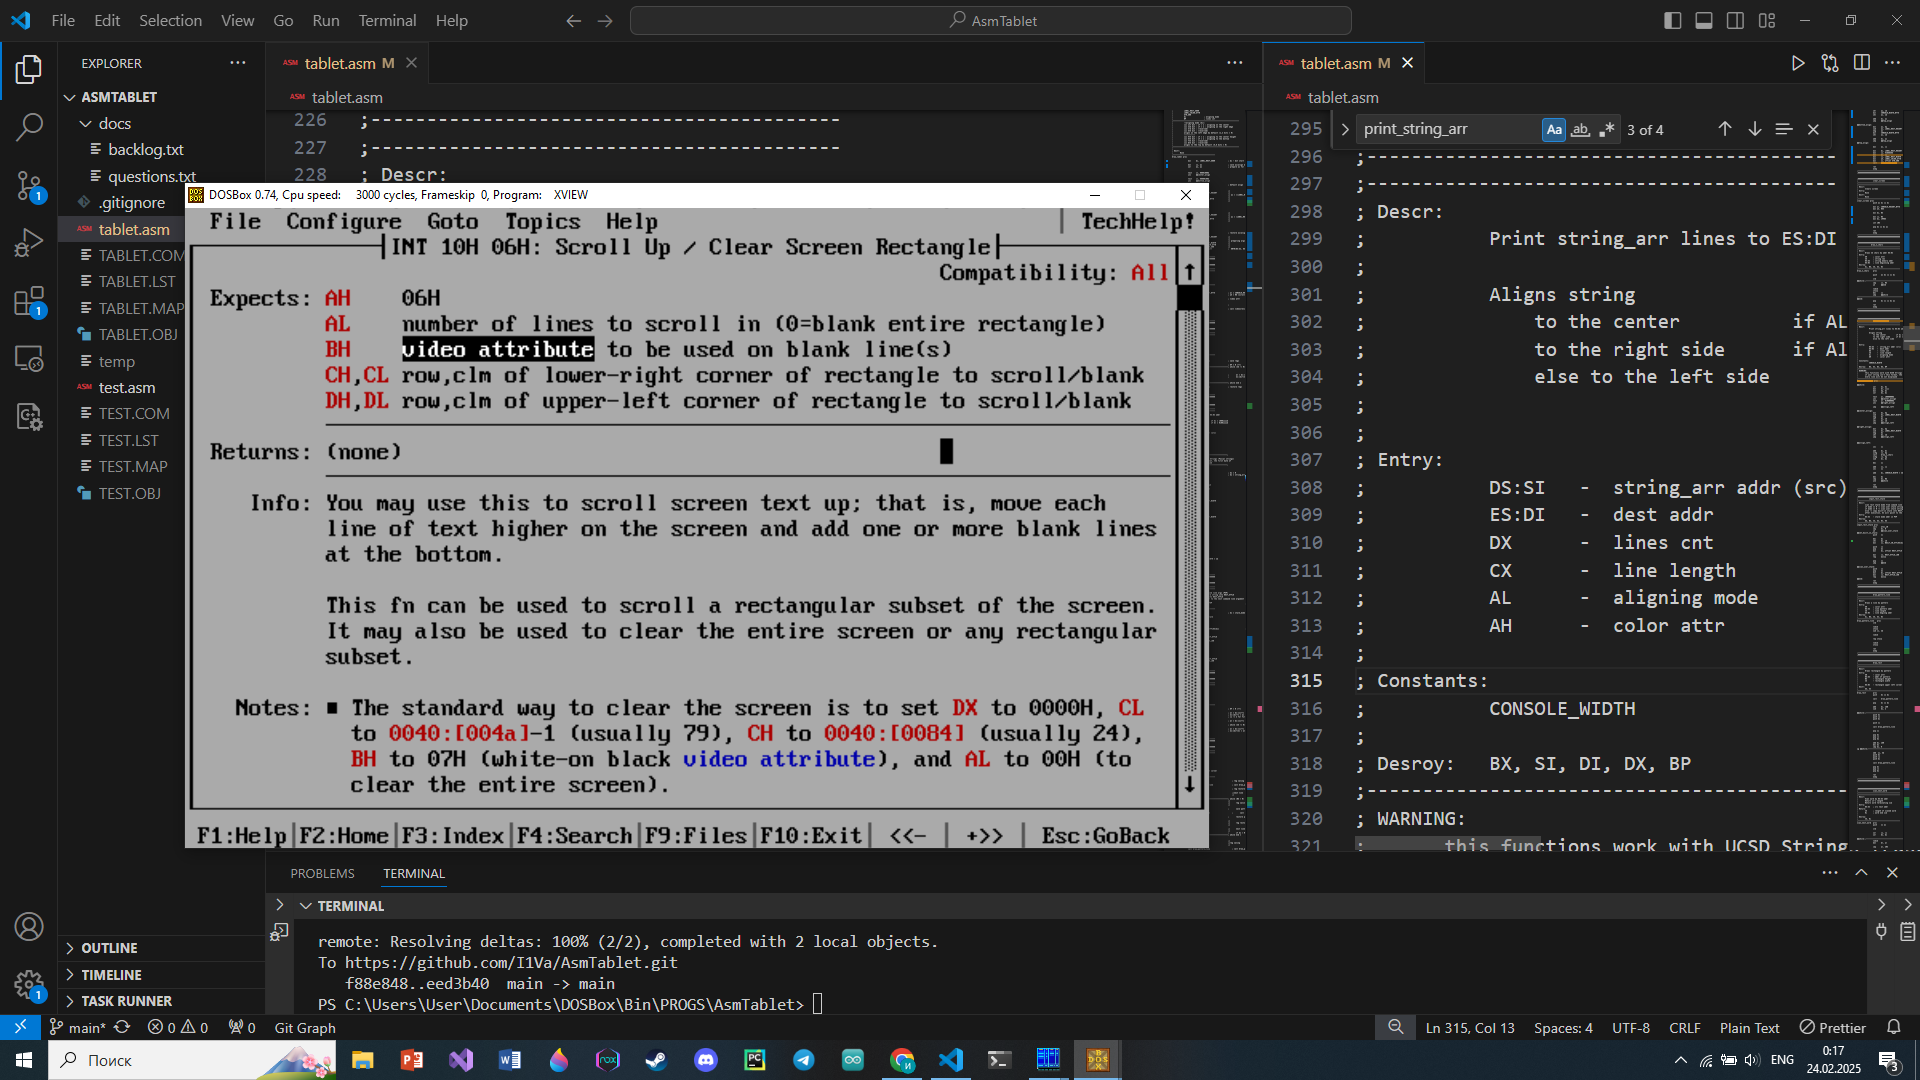 File Edit Selection View Go Run Terminal Help
AsmTablet
EXPLORER
ASMTABLET
docs
backlog.txt
questions.txt
.gitignore
tablet.asm
TABLET.COM
TABLET.LST
TABLET.MAP
TABLET.OBJ
temp
test.asm
TEST.COM
TEST.LST
TEST.MAP
TEST.OBJ
OUTLINE
TIMELINE
TASK RUNNER
tablet.asm M
tablet.asm
226 ;------------------------------------------
227 ;------------------------------------------
228 ; Descr:
DOSBox 0.74, Cpu speed: 3000 cycles, Frameskip 0, Program: XVIEW
File Configure Goto Topics Help | TechHelp!
INT 10H 06H: Scroll Up / Clear Screen Rectangle
Compatibility: All
Expects: AH 06H
AL number of lines to scroll in (0=blank entire rectangle)
BH video attribute to be used on blank line(s)
CH,CL row,clm of lower-right corner of rectangle to scroll/blank
DH,DL row,clm of upper-left corner of rectangle to scroll/blank
Returns: (none)
Info: You may use this to scroll screen text up; that is, move each
line of text higher on the screen and add one or more blank lines
at the bottom.
This fn can be used to scroll a rectangular subset of the screen.
It may also be used to clear the entire screen or any rectangular
subset.
Notes: ■ The standard way to clear the screen is to set DX to 0000H, CL
to 0040:[004a]-1 (usually 79), CH to 0040:[0084] (usually 24),
BH to 07H (white-on black video attribute), and AL to 00H (to
clear the entire screen).
F1:Help|F2:Home|F3:Index|F4:Search|F9:Files|F10:Exit| <<- | +>> | Esc:GoBack
tablet.asm M
tablet.asm
print_string_arr Aa ab .* 3 of 4
295
296 ;------------------------------------------
297 ;------------------------------------------
298 ; Descr:
299 ; Print string_arr lines to ES:DI
300 ;
301 ; Aligns string
302 ; to the center if AL
303 ; to the right side if Al
304 ; else to the left side
305 ;
306 ;
307 ; Entry:
308 ; DS:SI - string_arr addr (src)
309 ; ES:DI - dest addr
310 ; DX - lines cnt
311 ; CX - line length
312 ; AL - aligning mode
313 ; AH - color attr
314 ;
315 ; Constants:
316 ; CONSOLE_WIDTH
317 ;
318 ; Desroy: BX, SI, DI, DX, BP
319 ;-------------------------------------------
320 ; WARNING:
321 ; this functions work with UCSD String
PROBLEMS TERMINAL
TERMINAL
remote: Resolving deltas: 100% (2/2), completed with 2 local objects.
To https://github.com/I1Va/AsmTablet.git
f88e848..eed3b40 main -> main
PS C:\Users\User\Documents\DOSBox\Bin\PROGS\AsmTablet>
main* 0 0 0 Git Graph
Ln 315, Col 13 Spaces: 4 UTF-8 CRLF Plain Text Prettier
Поиск
ENG
0:17
24.02.2025
3